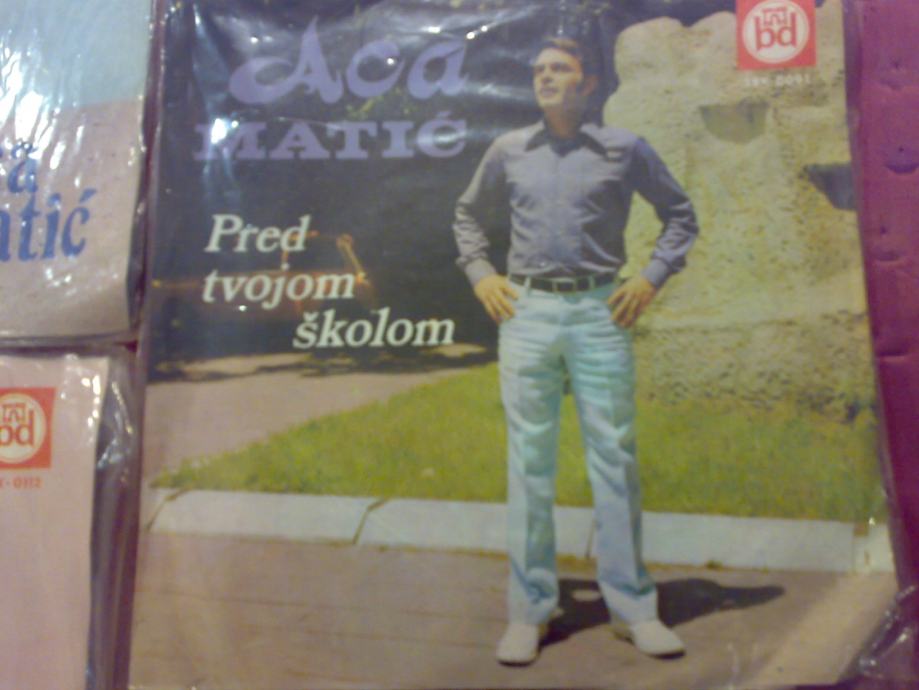 Aca
MATIĆ
Pred
tvojom
školom
bd
atić
bd